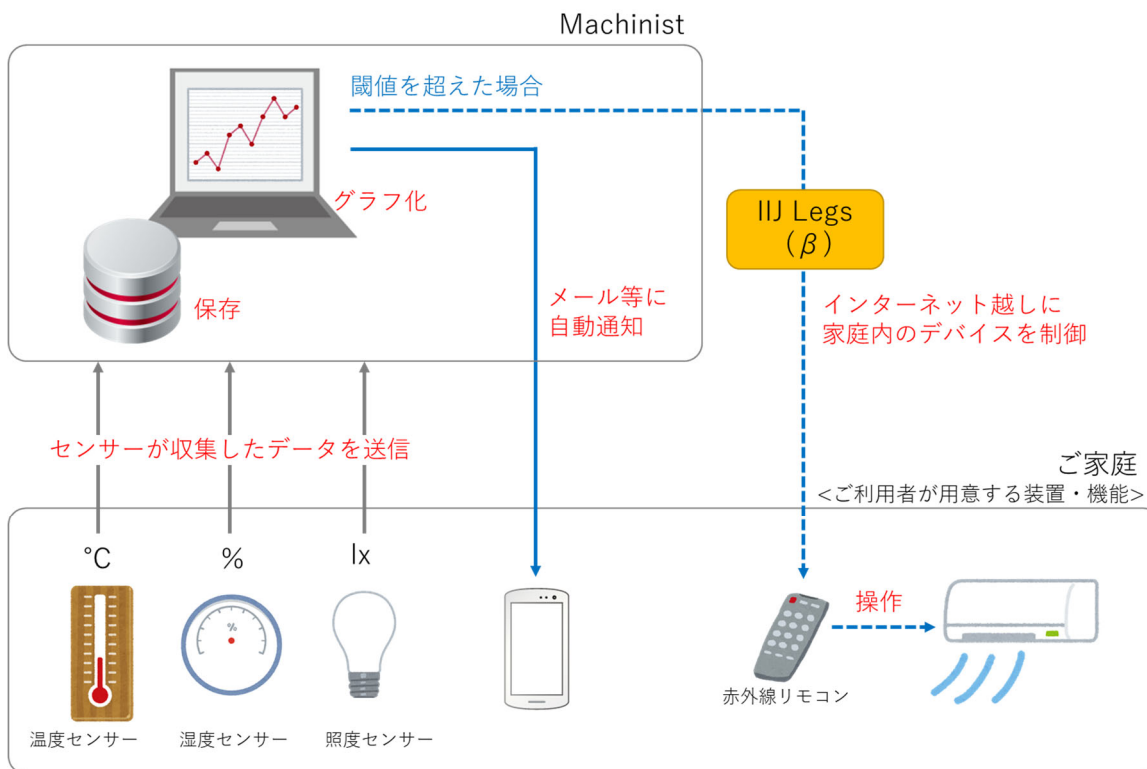 Machinist
閾値を超えた場合
グラフ化
保存
IIJ Legs
(β)
メール等に
自動通知
インターネット越しに
家庭内のデバイスを制御
センサーが収集したデータを送信
ご家庭
<ご利用者が用意する装置・機能>
℃
%
lx
%
操作
赤外線リモコン
温度センサー
湿度センサー
照度センサー